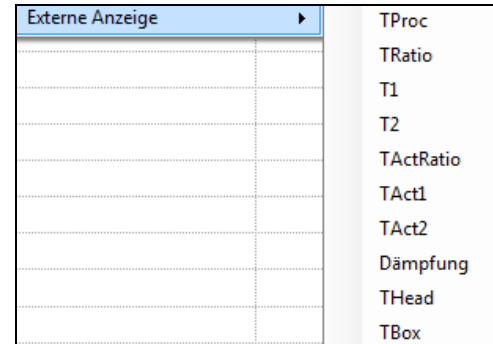 Externe Anzeige
TProc
TRatio
T1
T2
TActRatio
TAct1
TAct2
Dämpfung
THead
TBox